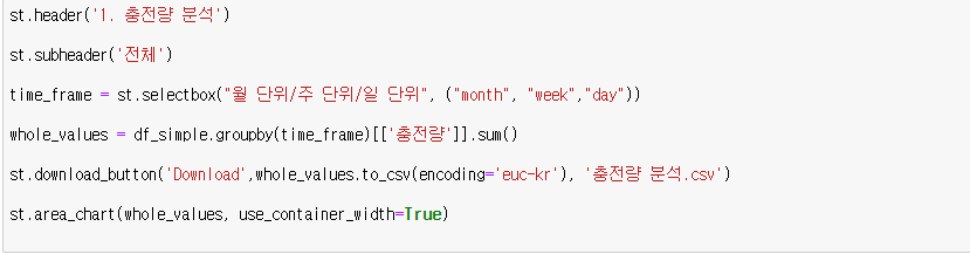 st.header('1. 충전량 분석')
st.subheader('전체')
time_frame = st.selectbox("월 단위/주 단위/일 단위", ("month", "week","day"))
whole_values = df_simple.groupby(time_frame)[['충전량']].sum()
st.download_button('Download',whole_values.to_csv(encoding='euc-kr'), '충전량 분석.csv')
st.area_chart(whole_values, use_container_width=True)